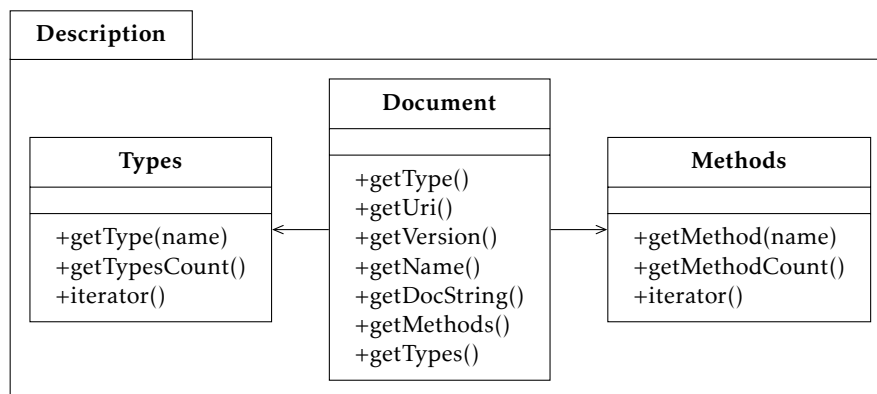 Description
Document
+getType()
+getUri()
+getVersion()
+getName()
+getDocString()
+getMethods()
+getTypes()
Types
+getType(name)
+getTypesCount()
+iterator()
Methods
+getMethod(name)
+getMethodCount()
+iterator()